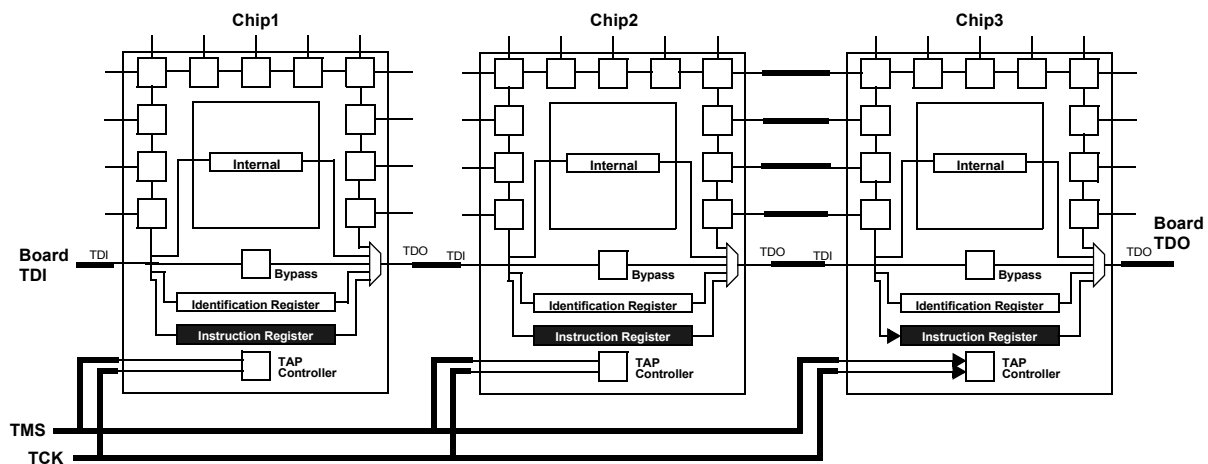 Chip1
Chip2
Chip3
Internal
Internal
Internal
Board
TDI
TDI
TDO
TDI
TDO
TDI
TDO
Board
TDO
Bypass
Bypass
Bypass
Identification Register
Identification Register
Identification Register
Instruction Register
Instruction Register
Instruction Register
TAP
Controller
TAP
Controller
TAP
Controller
TMS
TCK